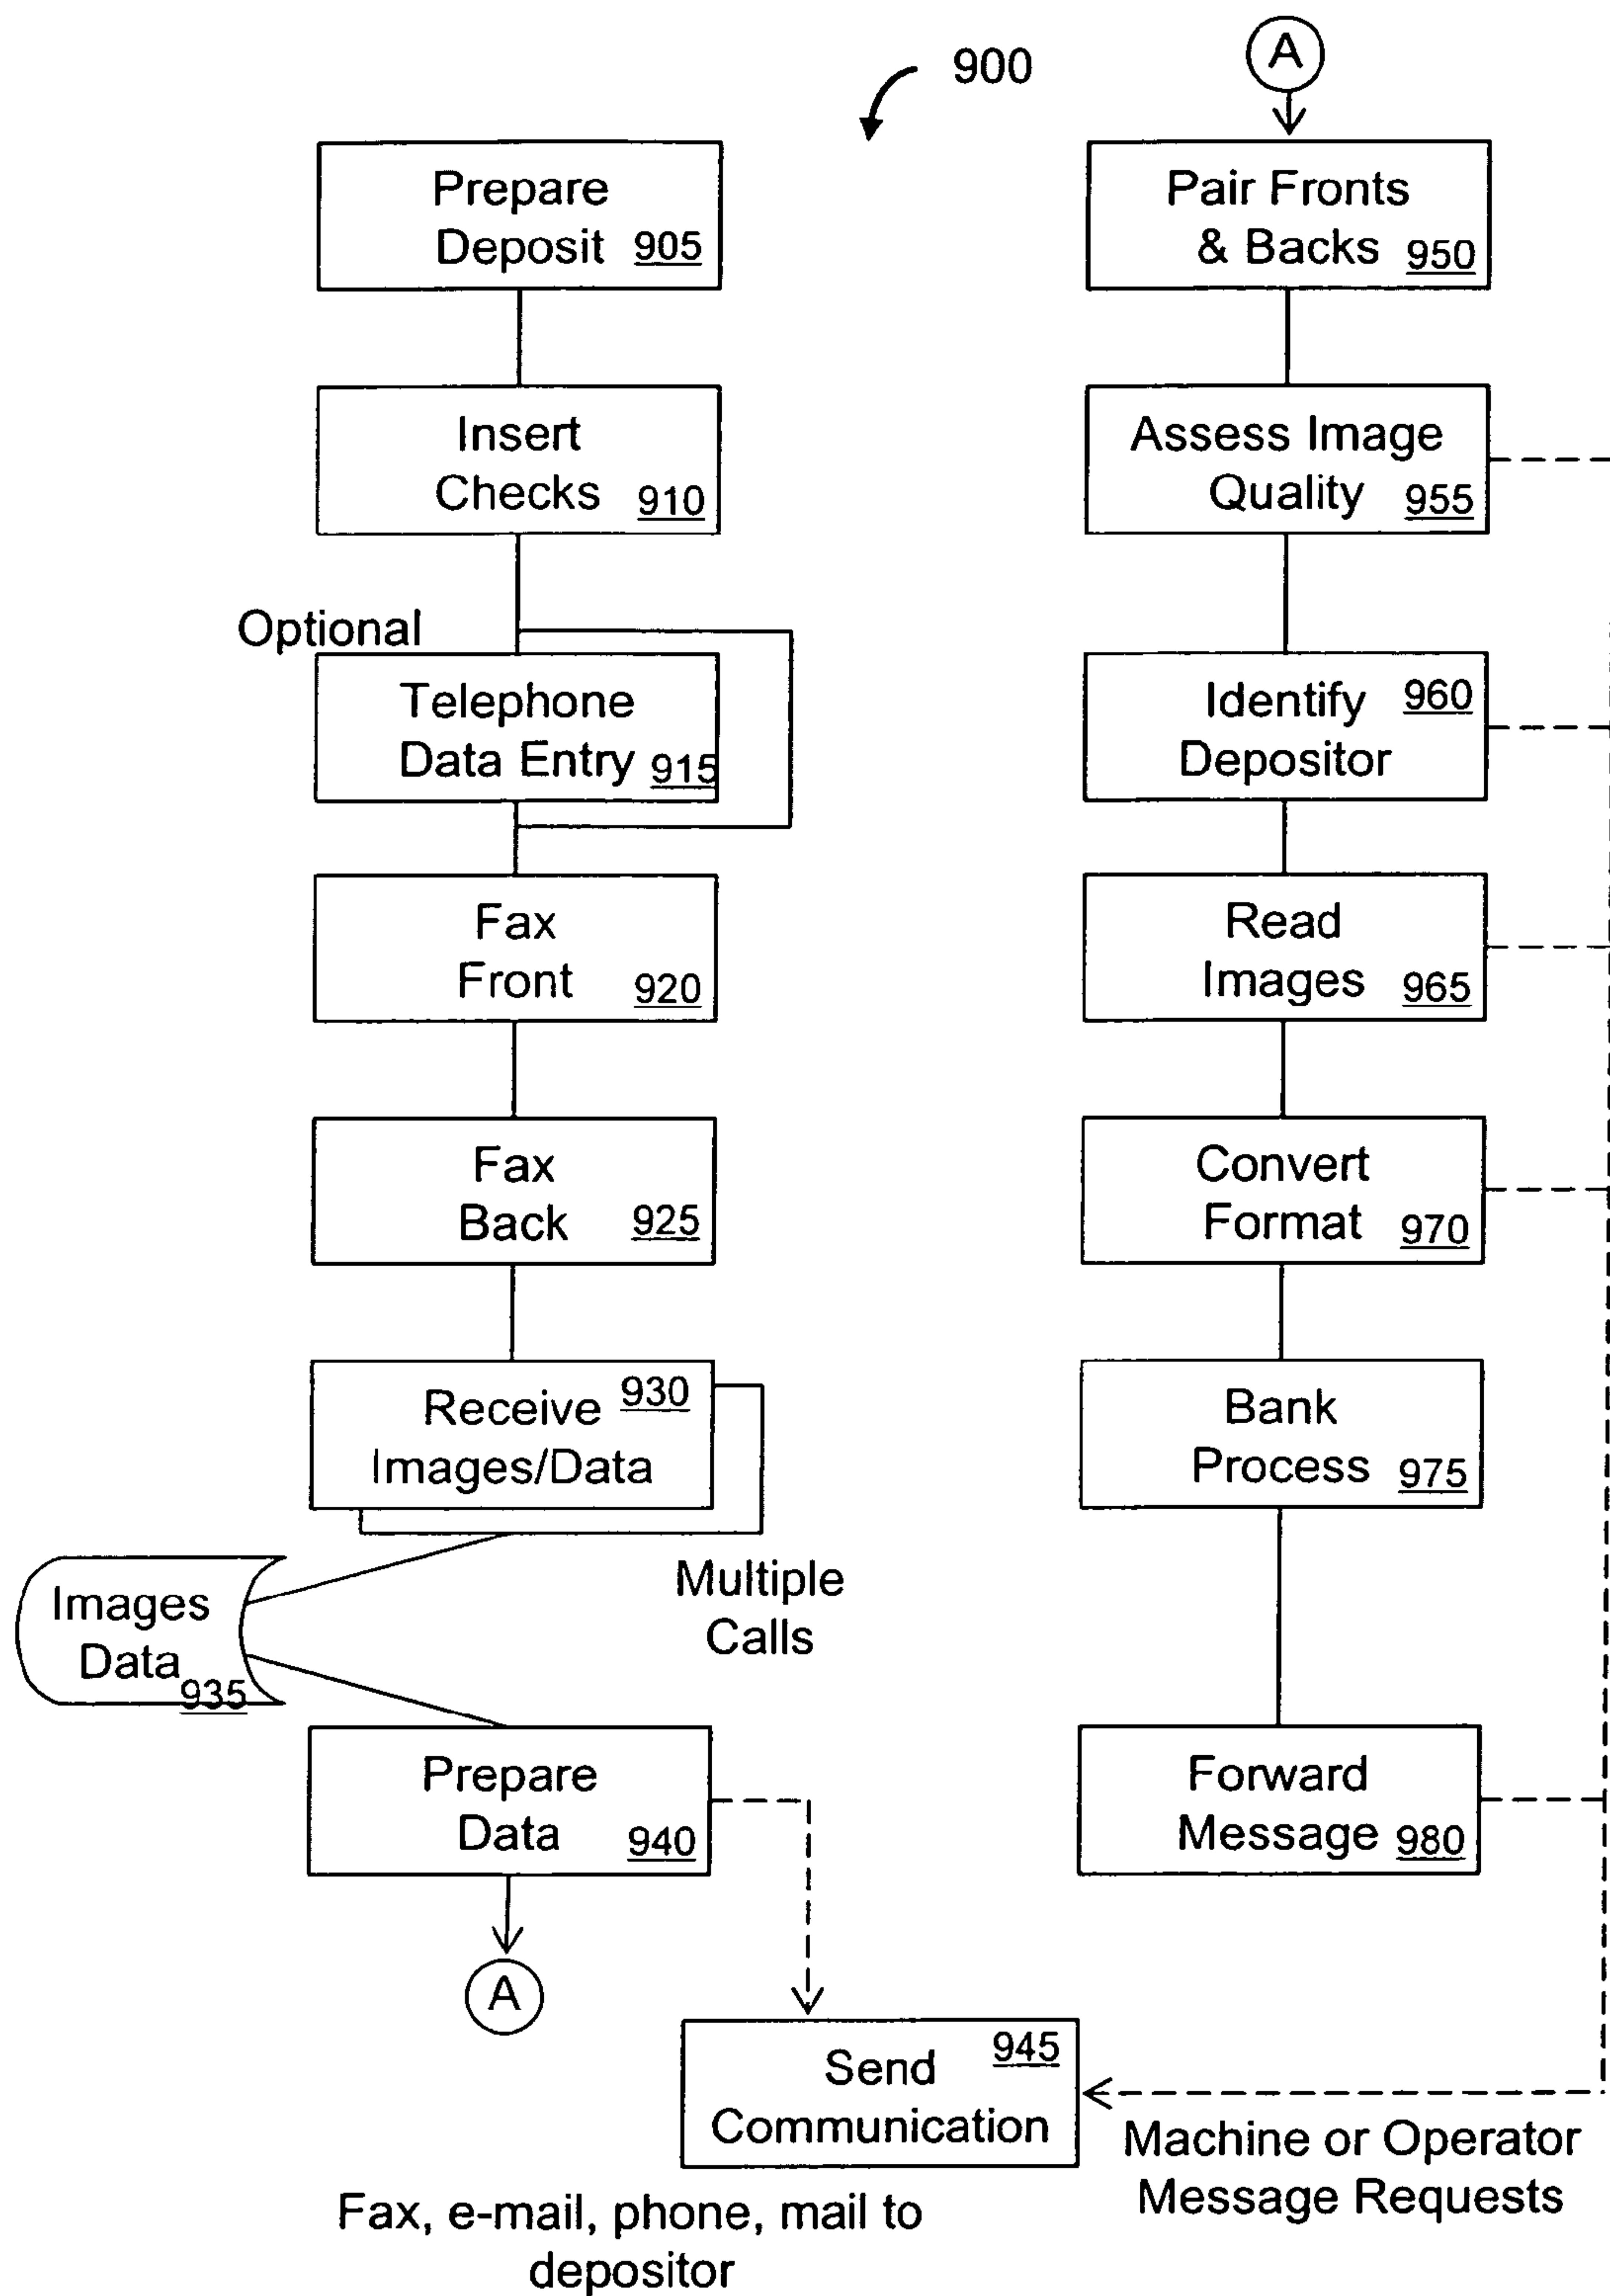 900
Prepare
Deposit 905
Insert
Checks 910
Optional
Telephone
Data Entry 915
Fax
Front 920
Fax
Back 925
Receive 930
Images/Data
Multiple
Calls
Images
Data 935
Prepare
Data 940
A
Send 945
Communication
Fax, e-mail, phone, mail to
depositor
A
Pair Fronts
& Backs 950
Assess Image
Quality 955
Identify 960
Depositor
Read
Images 965
Convert
Format 970
Bank
Process 975
Forward
Message 980
Machine or Operator
Message Requests